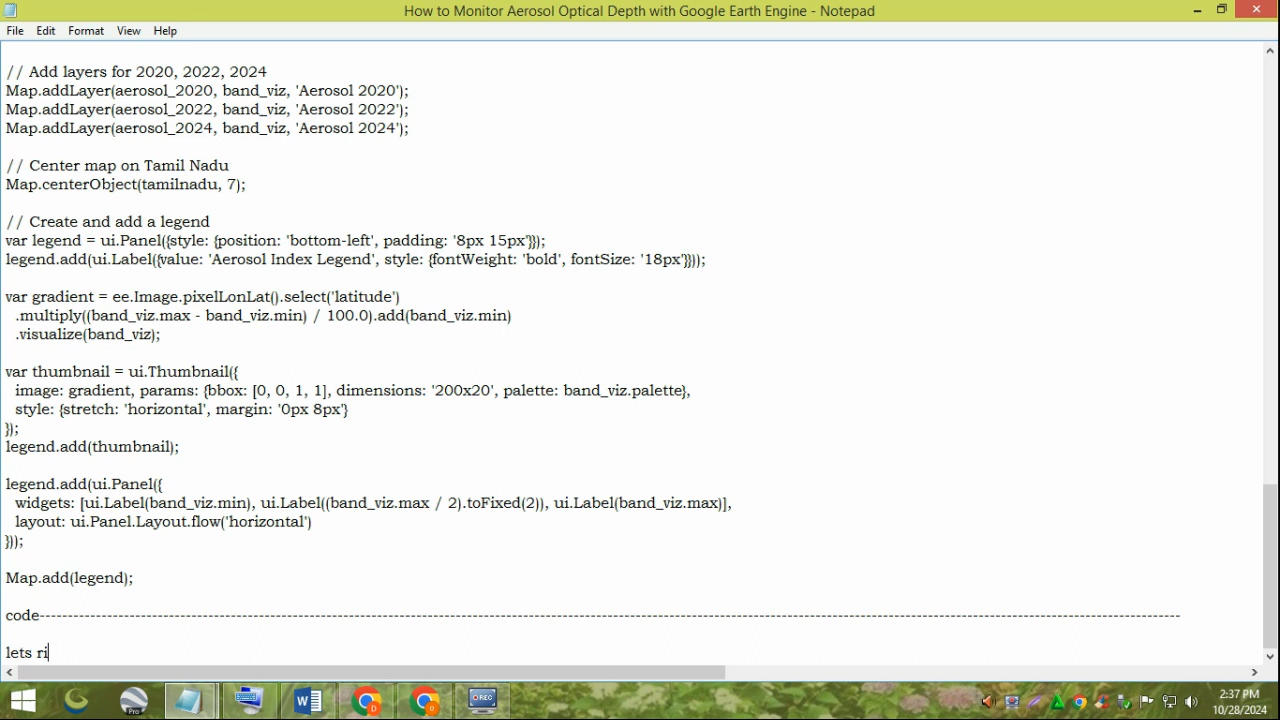 How to Monitor Aerosol Optical Depth with Google Earth Engine - Notepad
File Edit Format View Help
// Add layers for 2020, 2022, 2024
Map.addLayer(aerosol_2020, band_viz, 'Aerosol 2020');
Map.addLayer(aerosol_2022, band_viz, 'Aerosol 2022');
Map.addLayer(aerosol_2024, band_viz, 'Aerosol 2024');
// Center map on Tamil Nadu
Map.centerObject(tamilnadu, 7);
// Create and add a legend
var legend = ui.Panel({style: {position: 'bottom-left', padding: '8px 15px'}});
legend.add(ui.Label({value: 'Aerosol Index Legend', style: {fontWeight: 'bold', fontSize: '18px'}}));
var gradient = ee.Image.pixelLonLat().select('latitude')
.multiply((band_viz.max - band_viz.min) / 100.0).add(band_viz.min)
.visualize(band_viz);
var thumbnail = ui.Thumbnail({
image: gradient, params: {bbox: [0, 0, 1, 1], dimensions: '200x20', palette: band_viz.palette},
style: {stretch: 'horizontal', margin: '0px 8px'}
});
legend.add(thumbnail);
legend.add(ui.Panel({
widgets: [ui.Label(band_viz.min), ui.Label((band_viz.max / 2).toFixed(2)), ui.Label(band_viz.max)],
layout: ui.Panel.Layout.flow('horizontal')
}));
Map.add(legend);
code-----------------------------------------------------------------------------------------------------------------------------------------------------------------
lets ri
Pro
W
REC
2:37 PM
10/28/2024